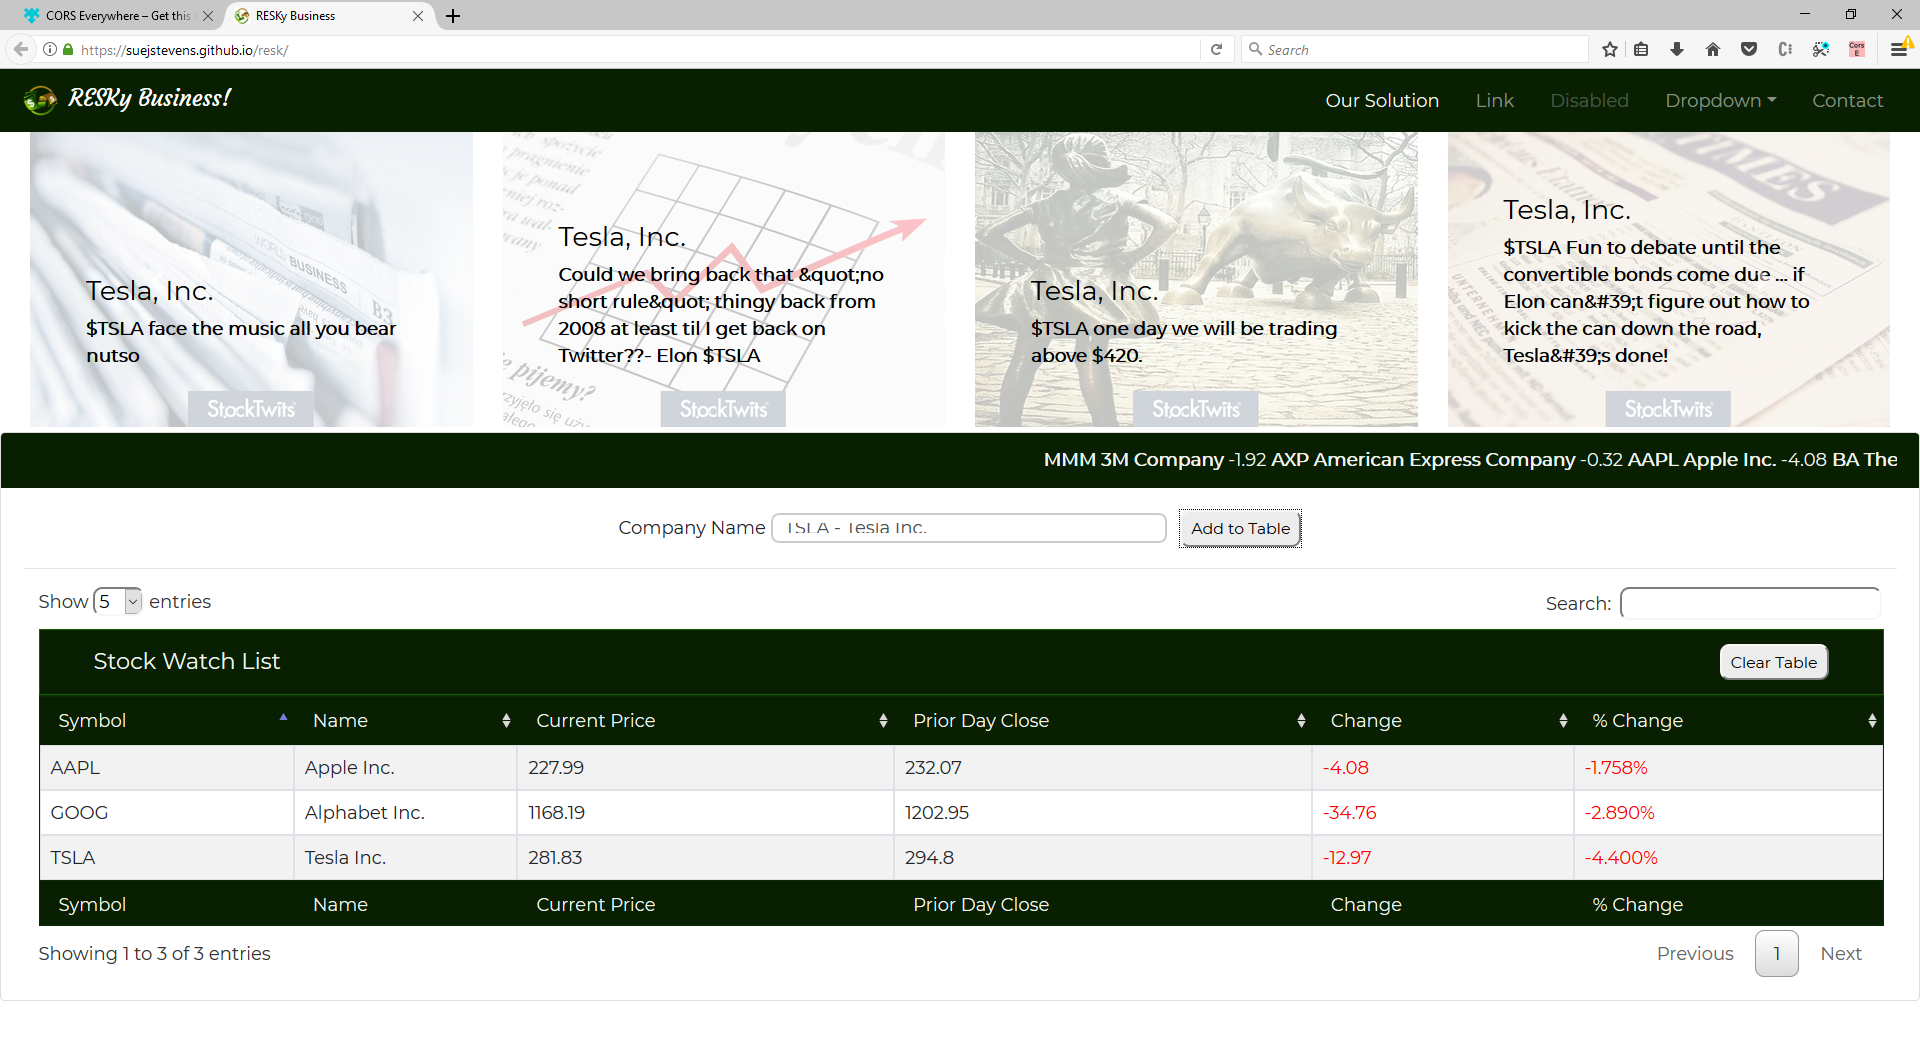 CORS Everywhere – Get this
RESKy Business
https://suejstevens.github.io/resk/
Search
Cors
E
RESKy Business!
Our Solution
Link
Disabled
Dropdown
Contact
WORLD BUSINESS
B3
Tesla, Inc.
$TSLA face the music all you bear
nutso
StockTwits
spożycie
pragnienie
Tesla, Inc.
Could we bring back that &quot;no
short rule&quot; thingy back from
2008 at least til I get back on
Twitter??- Elon $TSLA
pijemy?
StockTwits
Tesla, Inc.
$TSLA one day we will be trading
above $420.
StockTwits
TIMES
Tesla, Inc.
$TSLA Fun to debate until the
convertible bonds come due ... if
Elon can&#39;t figure out how to
kick the can down the road,
Tesla&#39;s done!
StockTwits
MMM 3M Company -1.92 AXP American Express Company -0.32 AAPL Apple Inc. -4.08 BA The
Company Name
TSLA - Tesla Inc.
Add to Table
Show 5 entries
Search:
Stock Watch List
Clear Table
Symbol Name Current Price Prior Day Close Change % Change
AAPL Apple Inc. 227.99 232.07 -4.08 -1.758%
GOOG Alphabet Inc. 1168.19 1202.95 -34.76 -2.890%
TSLA Tesla Inc. 281.83 294.8 -12.97 -4.400%
Symbol Name Current Price Prior Day Close Change % Change
Showing 1 to 3 of 3 entries
Previous 1 Next